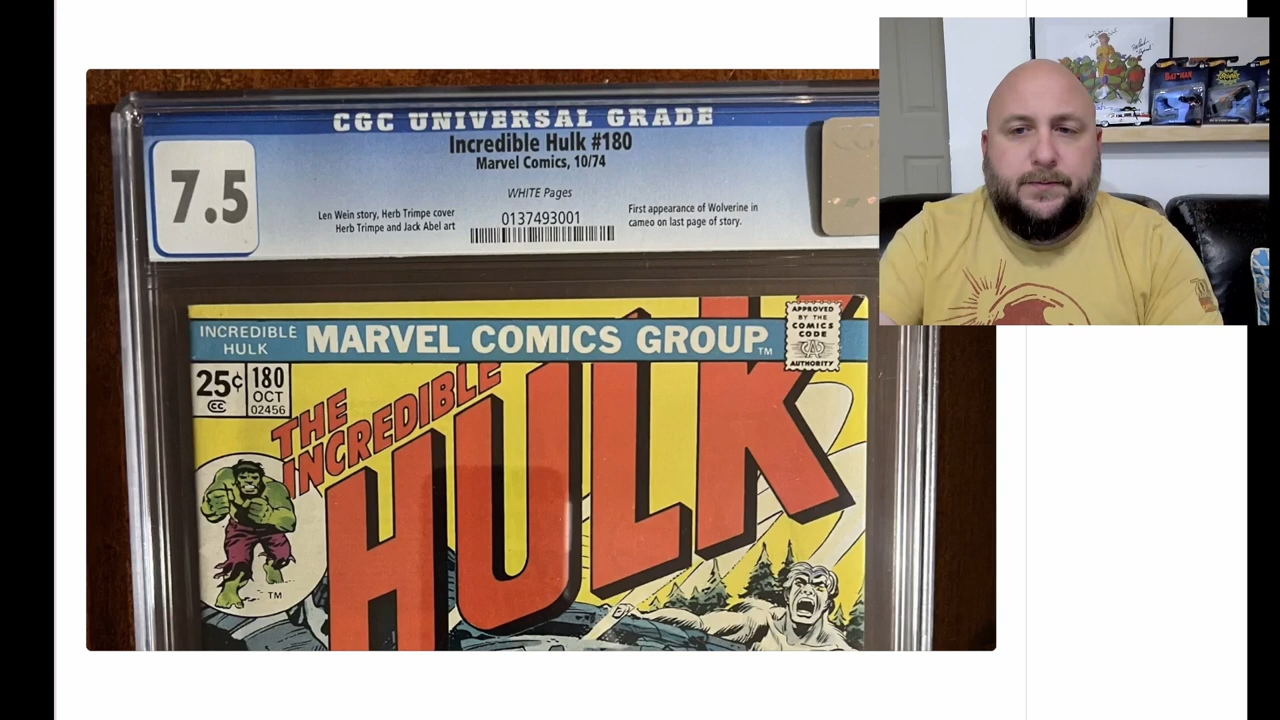 CGC UNIVERSAL GRADE
Incredible Hulk #180
Marvel Comics, 10/74
7.5
WHITE Pages
Len Wein story, Herb Trimpe cover
Herb Trimpe and Jack Abel art
0137493001
First appearance of Wolverine in
cameo on last page of story.
INCREDIBLE
HULK
MARVEL COMICS GROUP TM
APPROVED
BY THE
COMICS
CODE
CA
AUTHORITY
25¢
CC
180
OCT
02456
THE
INCREDIBLE
HULK
TM
BATMAN